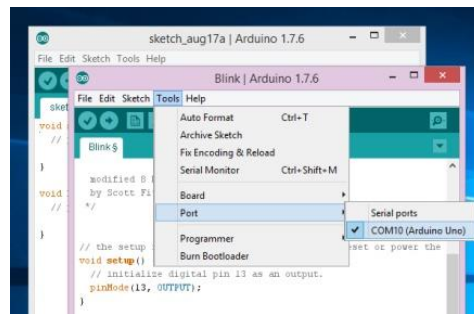 sketch_aug17a | Arduino 1.7.6
File Edit Sketch Tools Help
Blink | Arduino 1.7.6
File Edit Sketch Tools Help
sket
Blink §
void
//
}
void
//
}
Auto Format Ctrl+T
Archive Sketch
Fix Encoding & Reload
Serial Monitor Ctrl+Shift+M
Board
Port
Programmer
Burn Bootloader
Serial ports
COM10 (Arduino Uno)
modified 8
by Scott Fi
*/
// the setup eset or power the
void setup()
// initialize digital pin 13 as an output.
pinMode(13, OUTPUT);
}